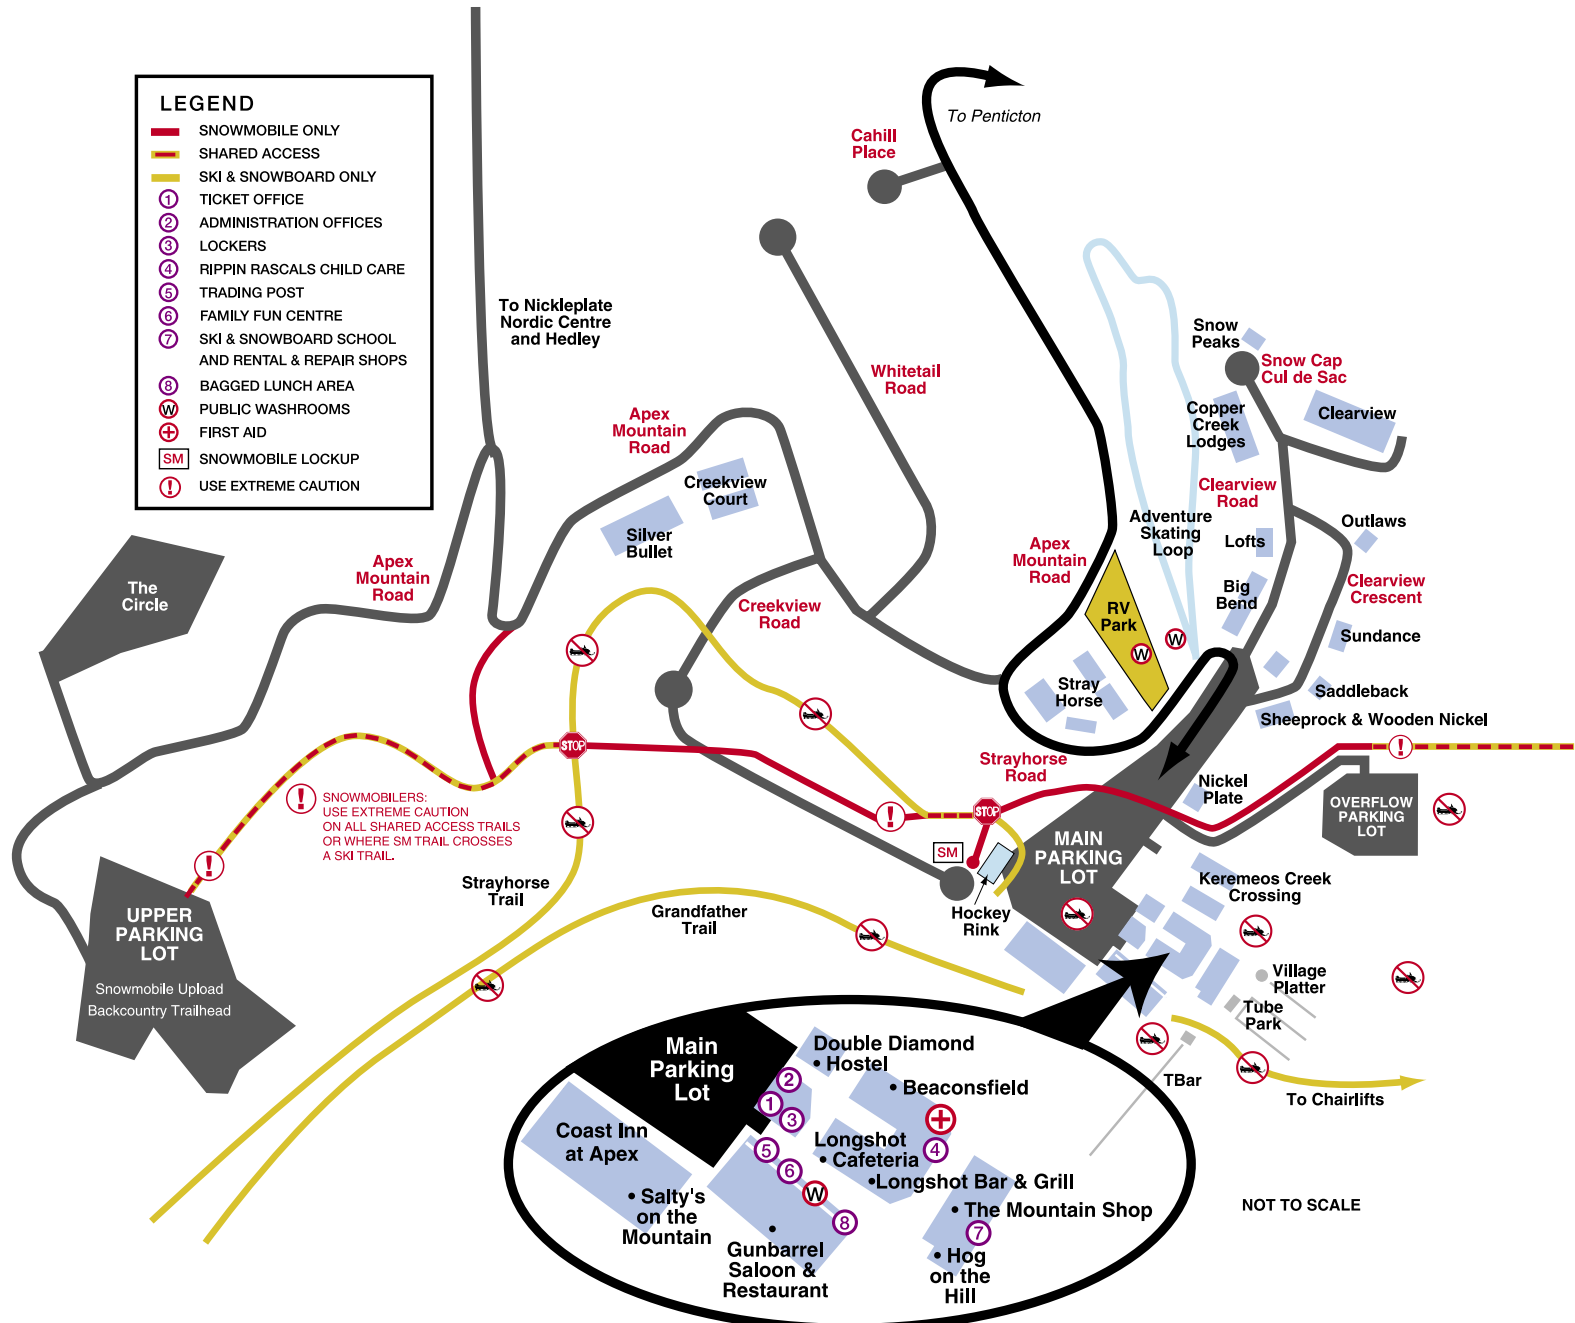 LEGEND
SNOWMOBILE ONLY
SHARED ACCESS
SKI & SNOWBOARD ONLY
1 TICKET OFFICE
2 ADMINISTRATION OFFICES
3 LOCKERS
4 RIPPIN RASCALS CHILD CARE
5 TRADING POST
6 FAMILY FUN CENTRE
7 SKI & SNOWBOARD SCHOOL
AND RENTAL & REPAIR SHOPS
8 BAGGED LUNCH AREA
W PUBLIC WASHROOMS
FIRST AID
SM SNOWMOBILE LOCKUP
! USE EXTREME CAUTION
To Penticton
Cahill
Place
To Nickleplate
Nordic Centre
and Hedley
Whitetail
Road
Apex
Mountain
Road
Creekview
Court
Silver
Bullet
Snow
Peaks
Snow Cap
Cul de Sac
Copper
Creek
Lodges
Clearview
Clearview
Road
Adventure
Skating
Loop
Outlaws
Lofts
Apex
Mountain
Road
Big
Bend
Clearview
Crescent
The
Circle
Apex
Mountain
Road
Creekview
Road
RV
Park
W
W
Sundance
Stray
Horse
Saddleback
Sheeprock & Wooden Nickel
STOP
Strayhorse
Road
!
Nickel
Plate
OVERFLOW
PARKING
LOT
!
SNOWMOBILERS:
USE EXTREME CAUTION
ON ALL SHARED ACCESS TRAILS
OR WHERE SM TRAIL CROSSES
A SKI TRAIL.
!
STOP
!
SM
MAIN
PARKING
LOT
Hockey
Rink
Keremeos Creek
Crossing
Strayhorse
Trail
Grandfather
Trail
UPPER
PARKING
LOT
Snowmobile Upload
Backcountry Trailhead
Village
Platter
Tube
Park
TBar
To Chairlifts
Main
Parking
Lot
Double Diamond
• Hostel
• Beaconsfield
2
1
3
4
5
6
W
8
7
Coast Inn
at Apex
Longshot
• Cafeteria
•Longshot Bar & Grill
• Salty's
on the
Mountain
• The Mountain Shop
Gunbarrel
Saloon &
Restaurant
• Hog
on the
Hill
NOT TO SCALE